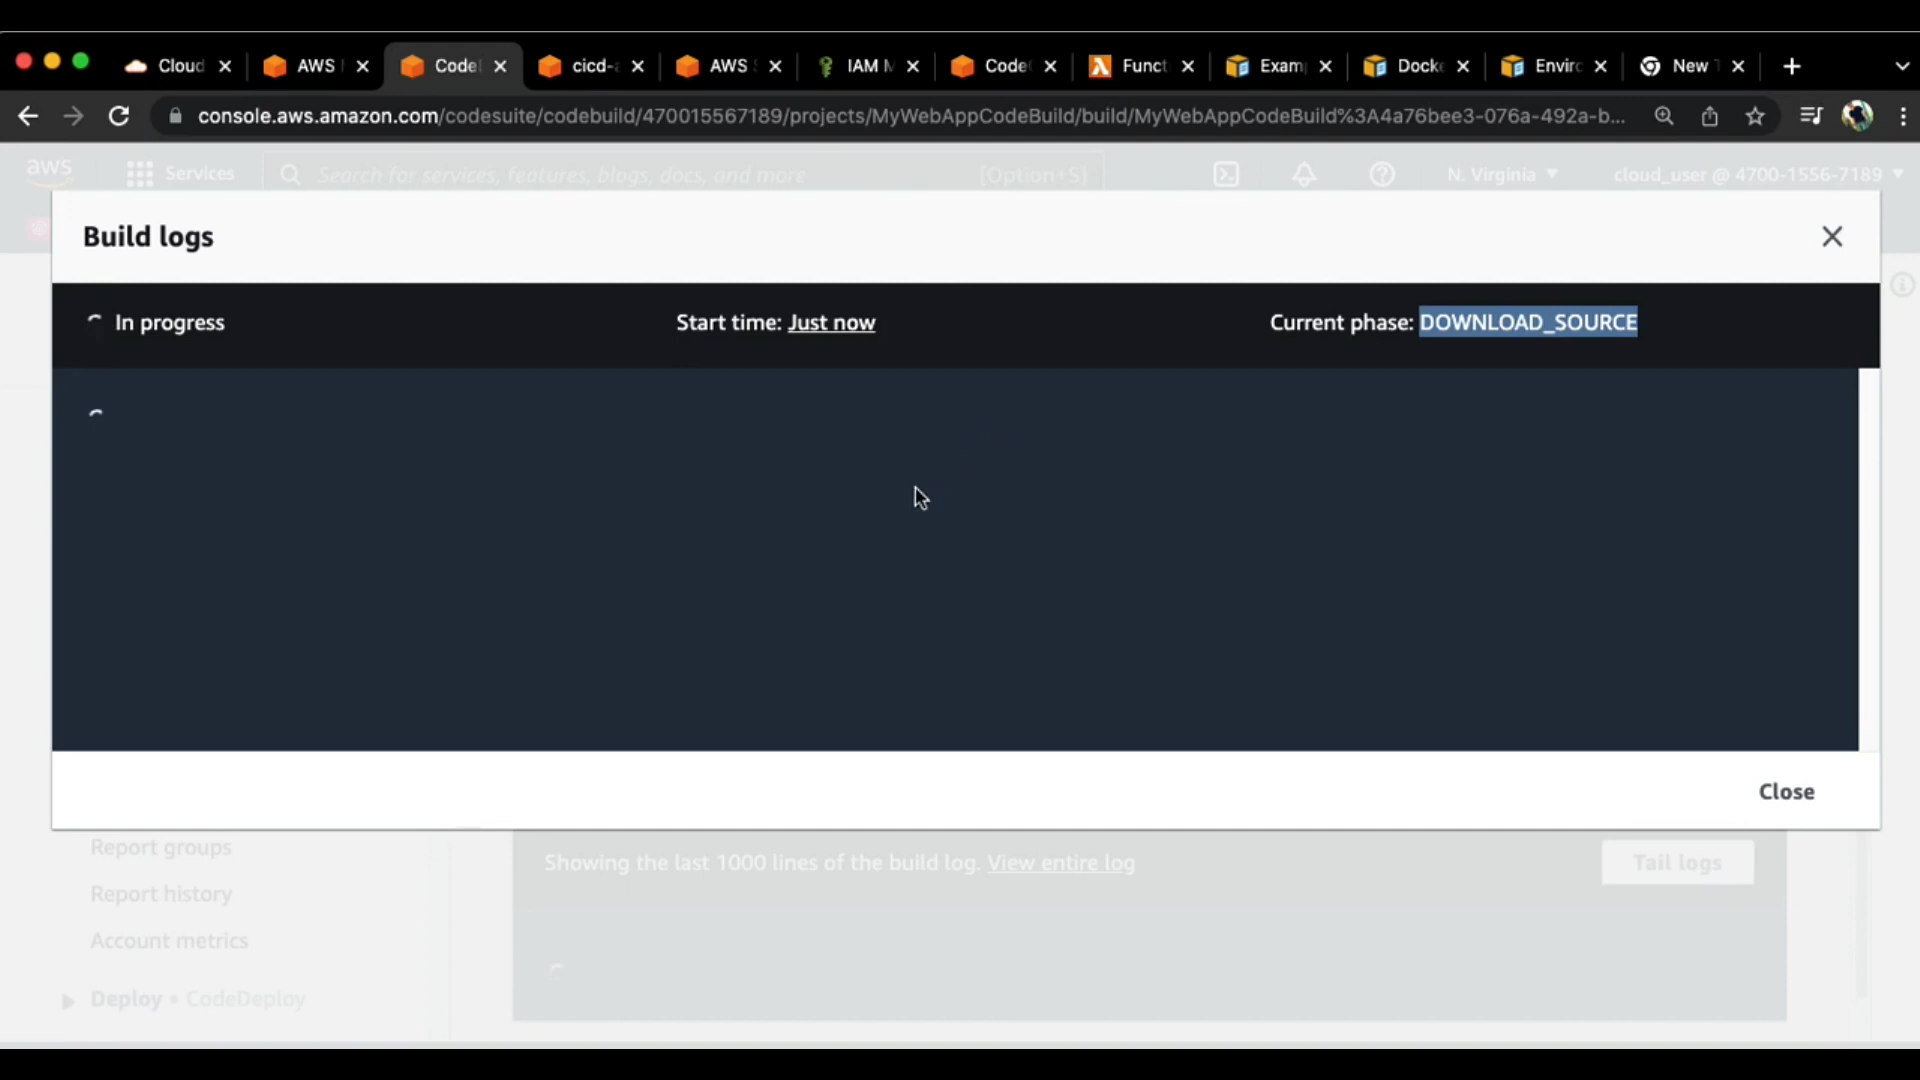 Cloud
AWS
Code
cicd-
AWS
IAM M
Code
Funct
Exam
Docke
Enviro
New
console.aws.amazon.com/codesuite/codebuild/470015567189/projects/MyWebAppCodeBuild/build/MyWebAppCodeBuild%3A4a76bee3-076a-492a-b...
aws
Services
Search for services, features, blogs, docs, and more
[Option+S]
N. Virginia
cloud_user @ 4700-1556-7189
Build logs
In progress
Start time: Just now
Current phase: DOWNLOAD_SOURCE
Close
Report groups
Showing the last 1000 lines of the build log. View entire log
Tail logs
Report history
Account metrics
Deploy • CodeDeploy